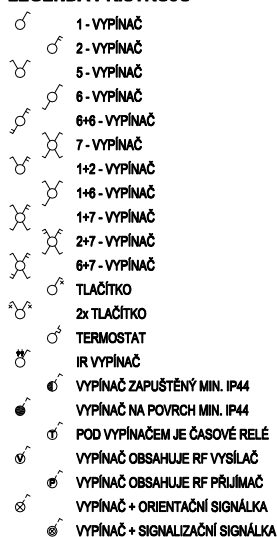 1 - VYPÍNAČ
2 - VYPÍNAČ
5 - VYPÍNAČ
6 - VYPÍNAČ
6+6 - VYPÍNAČ
7 - VYPÍNAČ
1+2 - VYPÍNAČ
1+6 - VYPÍNAČ
1+7 - VYPÍNAČ
2+7 - VYPÍNAČ
6+7 - VYPÍNAČ
TLAČÍTKO
2x TLAČÍTKO
TERMOSTAT
IR VYPÍNAČ
VYPÍNAČ ZAPUŠTĚNÝ MIN. IP44
VYPÍNAČ NA POVRCH MIN. IP44
T POD VYPÍNAČEM JE ČASOVÉ RELÉ
V VYPÍNAČ OBSAHUJE RF VYSÍLAČ
P VYPÍNAČ OBSAHUJE RF PŘIJÍMAČ
VYPÍNAČ + ORIENTAČNÍ SIGNÁLKA
VYPÍNAČ + SIGNALIZAČNÍ SIGNÁLKA